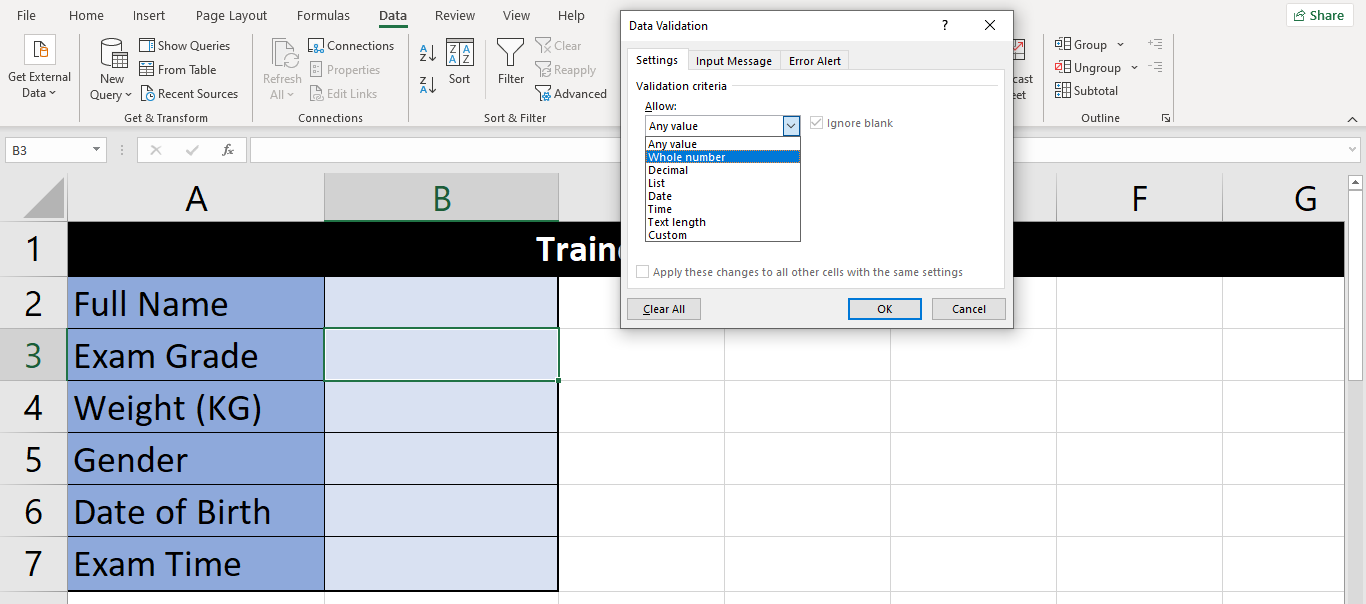 File Home Insert Page Layout Formulas Data Review View Help
Share
Get External
Data
New
Query
Show Queries
From Table
Recent Sources
Get & Transform
Refresh
All
Connections
Properties
Edit Links
Connections
Sort
Filter
Clear
Reapply
Advanced
Sort & Filter
Group
Ungroup
Subtotal
Outline
Data Validation ?
Settings Input Message Error Alert
Validation criteria
Allow:
Any value
Ignore blank
Any value
Whole number
Decimal
List
Date
Time
Text length
Custom
Apply these changes to all other cells with the same settings
Clear All OK Cancel
B3 fx
A B F G
1
2 Full Name
3 Exam Grade
4 Weight (KG)
5 Gender
6 Date of Birth
7 Exam Time